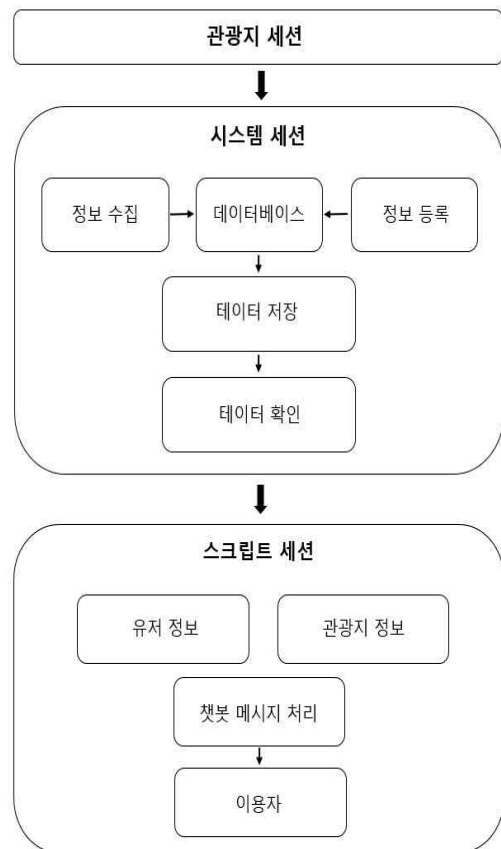 관광지 세션
시스템 세션
정보 수집
데이터베이스
정보 등록
테이터 저장
테이터 확인
스크립트 세션
유저 정보
관광지 정보
챗봇 메시지 처리
이용자